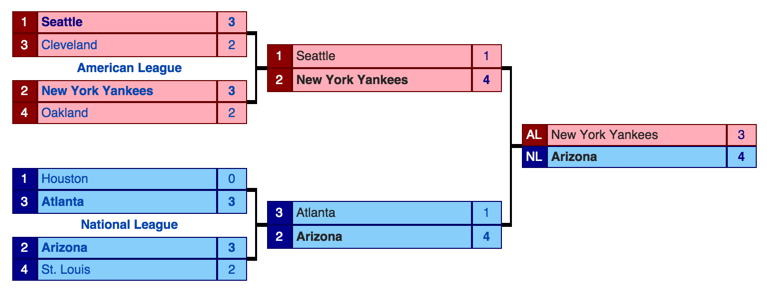 1 Seattle 3
3 Cleveland 2
American League
2 New York Yankees 3
4 Oakland 2
1 Seattle 1
2 New York Yankees 4
1 Houston 0
3 Atlanta 3
National League
2 Arizona 3
4 St. Louis 2
3 Atlanta 1
2 Arizona 4
AL New York Yankees 3
NL Arizona 4